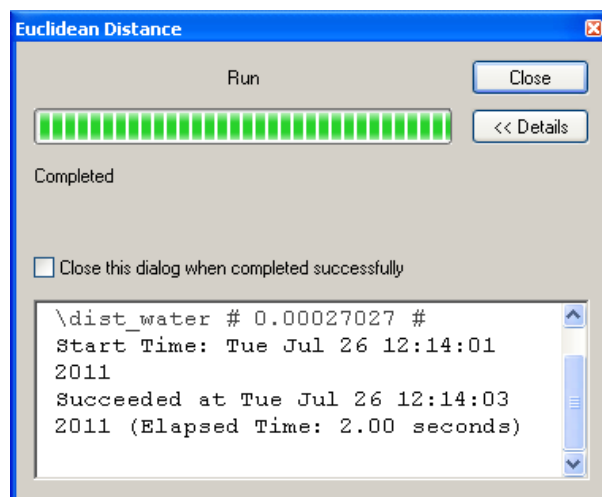 Euclidean Distance
Run
Close
<< Details
Completed
Close this dialog when completed successfully
\dist_water # 0.00027027 #
Start Time: Tue Jul 26 12:14:01
2011
Succeeded at Tue Jul 26 12:14:03
2011 (Elapsed Time: 2.00 seconds)